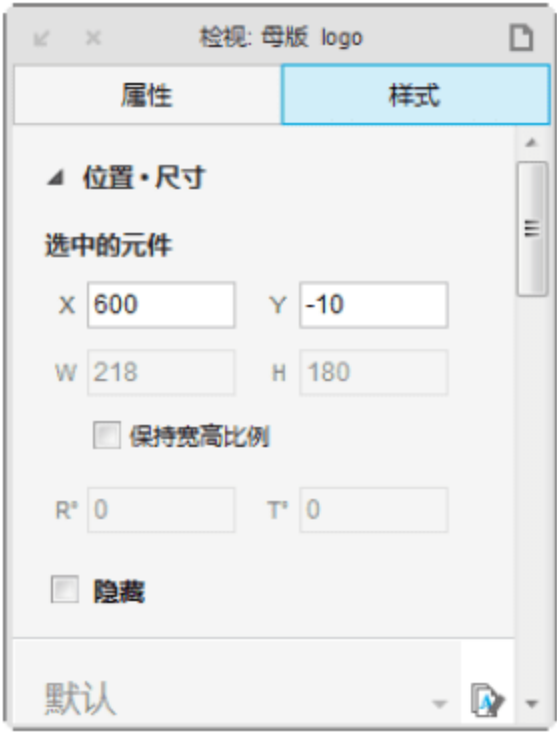 检视: 母版 logo
属性 样式
位置·尺寸
选中的元件
X 600 Y -10
W 218 H 180
保持宽高比例
R° 0 T° 0
隐藏
默认